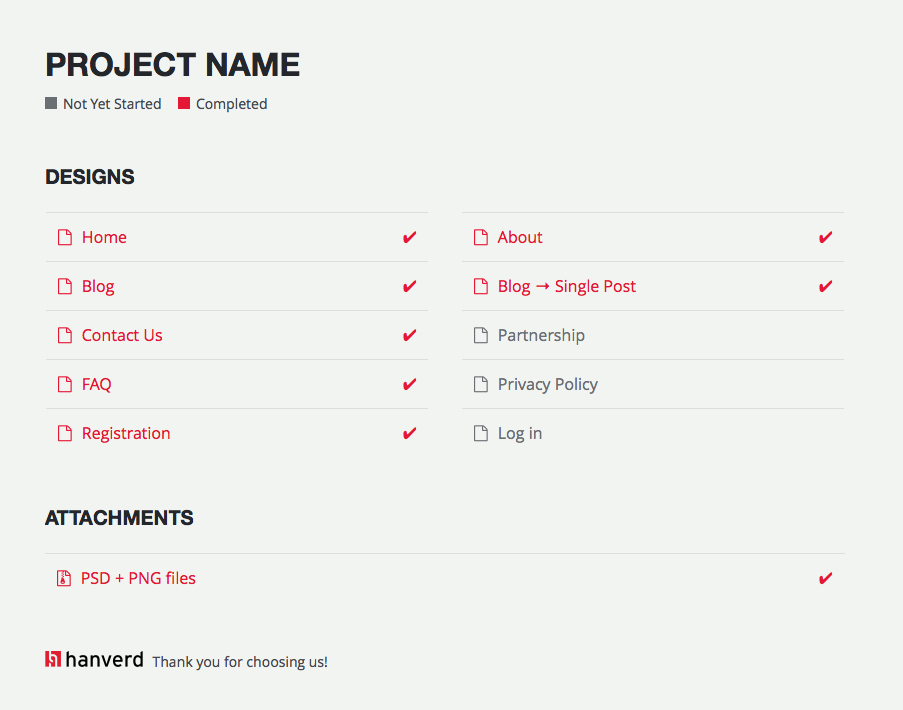 PROJECT NAME
Not Yet Started Completed
DESIGNS
Home ✔ About ✔
Blog ✔ Blog → Single Post ✔
Contact Us ✔ Partnership
FAQ ✔ Privacy Policy
Registration ✔ Log in
ATTACHMENTS
PSD + PNG files ✔
hanverd Thank you for choosing us!